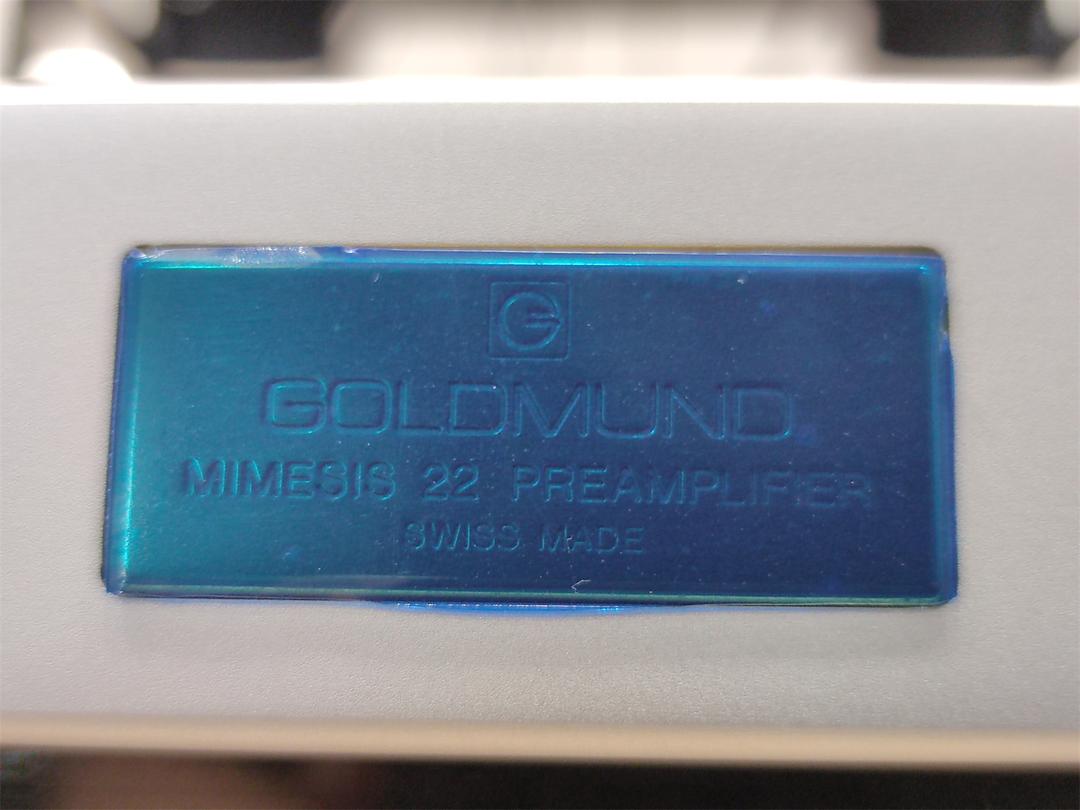 G
GOLDMUND
MIMESIS 22 PREAMPLIFIER
SWISS MADE